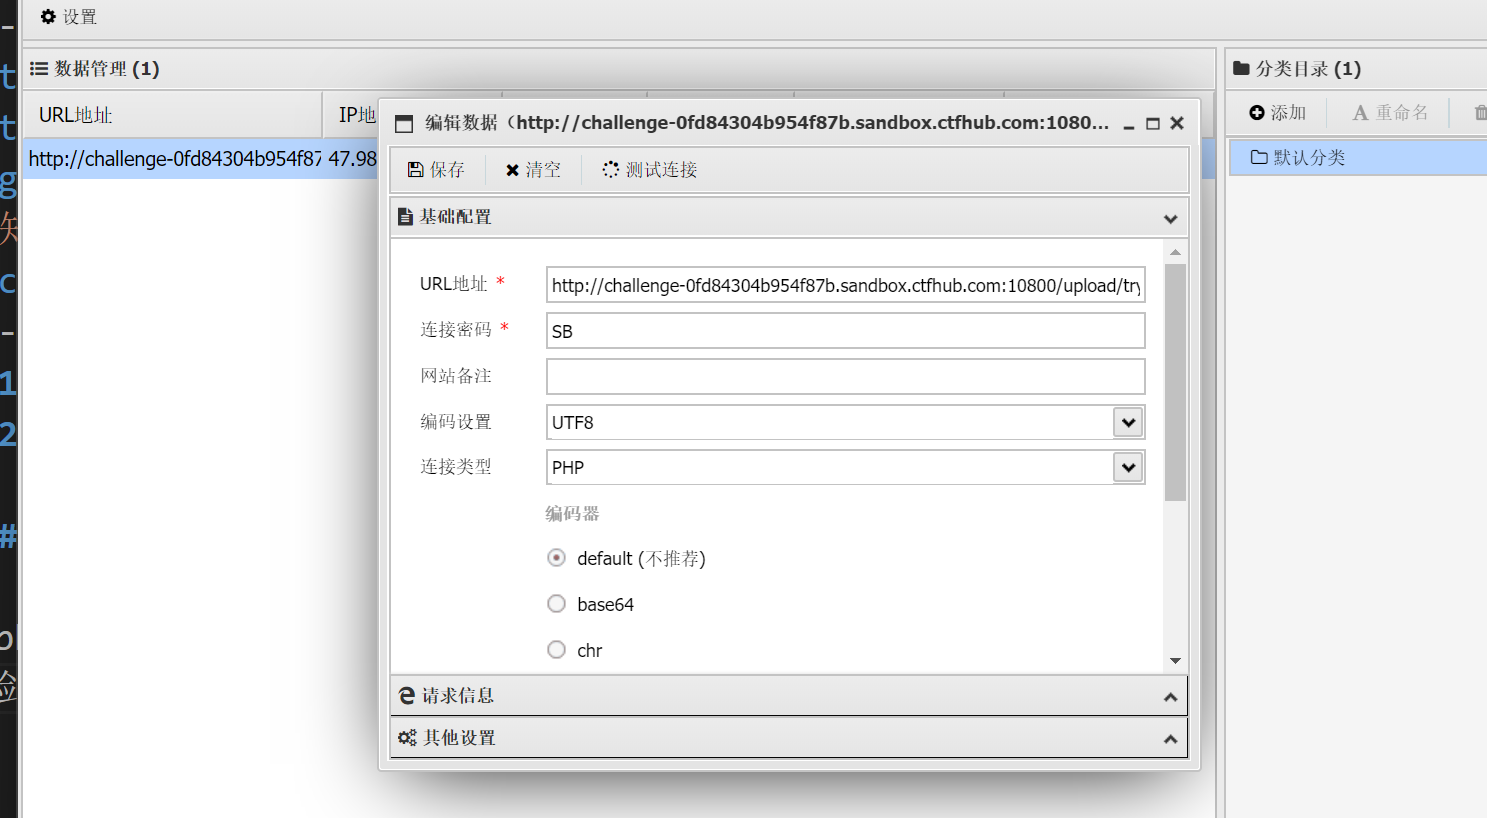 设置
数据管理 (1)
URL地址
IP地
http://challenge-0fd84304b954f87
47.98
编辑数据（http://challenge-0fd84304b954f87b.sandbox.ctfhub.com:1080...
保存
清空
测试连接
基础配置
URL地址 *
http://challenge-0fd84304b954f87b.sandbox.ctfhub.com:10800/upload/try
连接密码 *
SB
网站备注
编码设置
UTF8
连接类型
PHP
编码器
default (不推荐)
base64
chr
请求信息
其他设置
分类目录 (1)
添加
重命名
默认分类